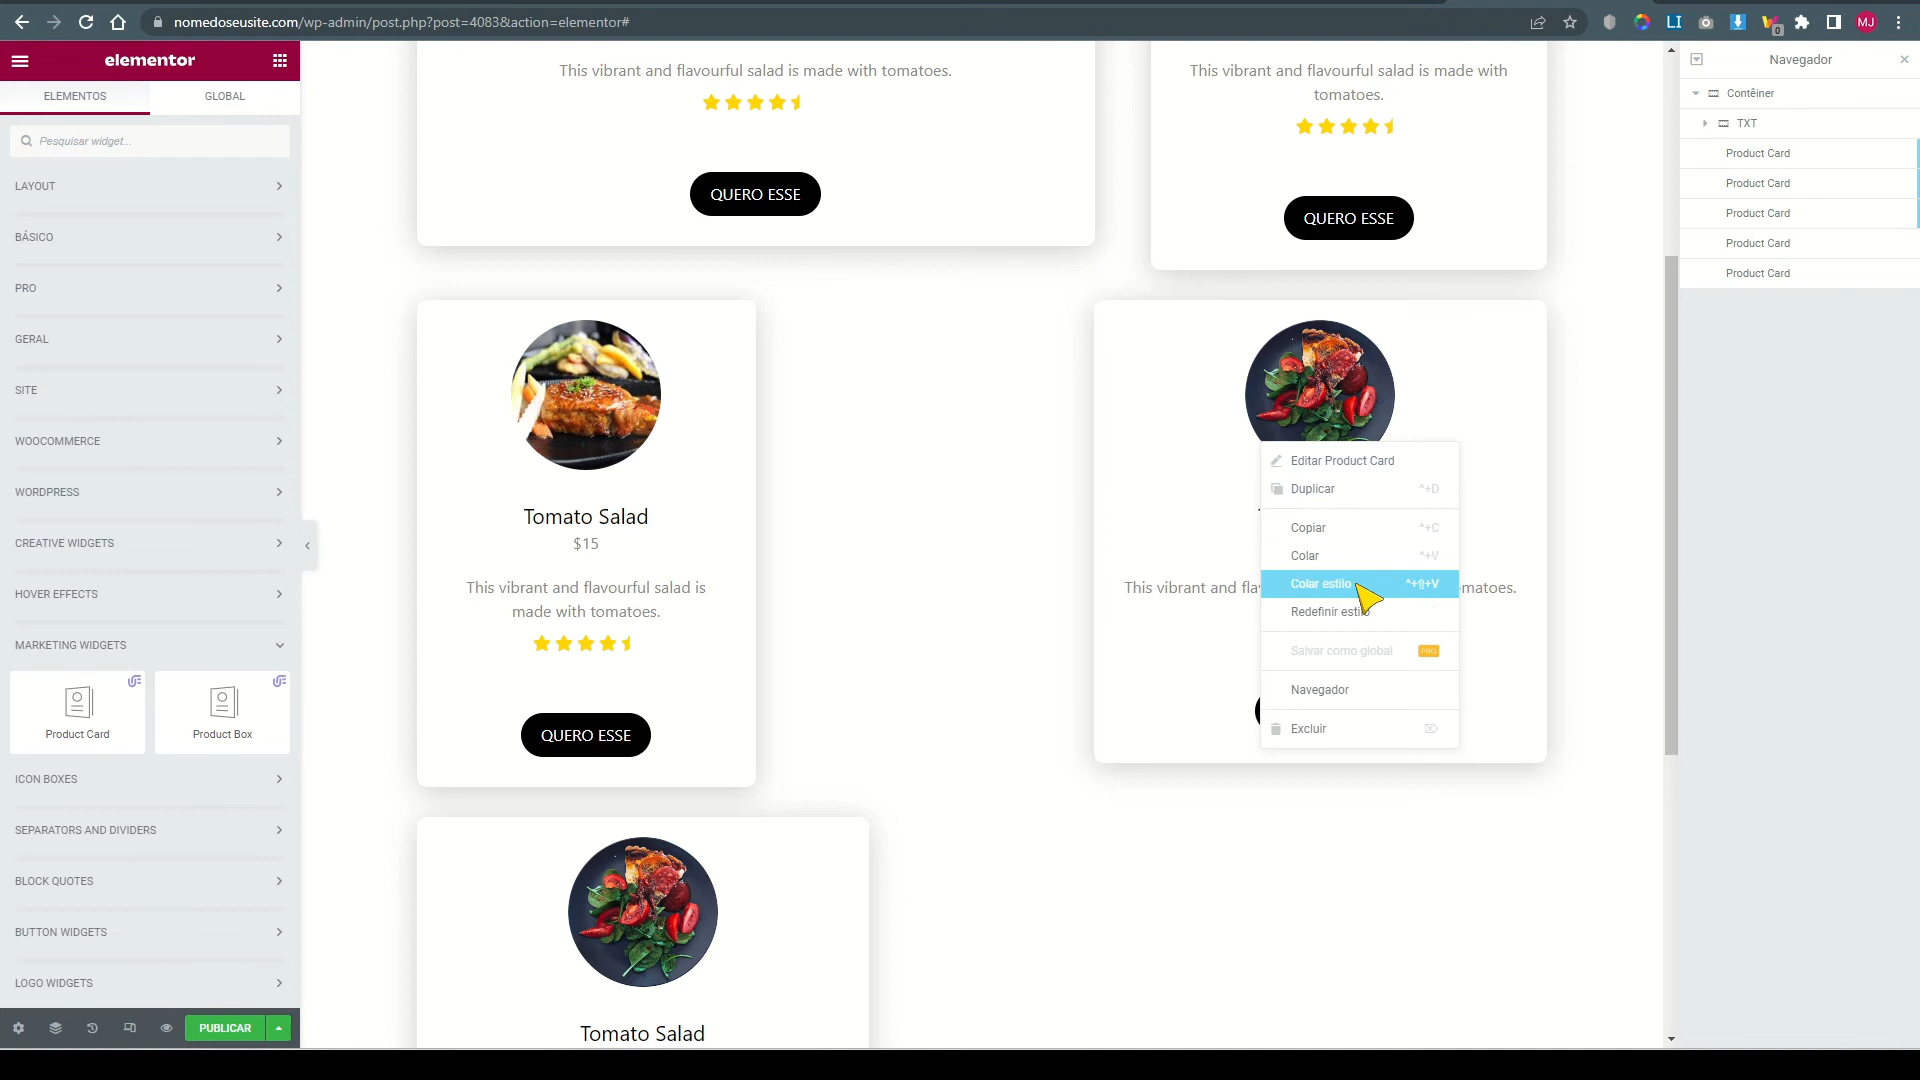 nomedoseusite.com/wp-admin/post.php?post=4083&action=elementor#
LI
0
MJ
elementor
ELEMENTOS
GLOBAL
Pesquisar widget...
LAYOUT
BÁSICO
PRO
GERAL
SITE
WOOCOMMERCE
WORDPRESS
CREATIVE WIDGETS
HOVER EFFECTS
MARKETING WIDGETS
Product Card
Product Box
ICON BOXES
SEPARATORS AND DIVIDERS
BLOCK QUOTES
BUTTON WIDGETS
LOGO WIDGETS
PUBLICAR
This vibrant and flavourful salad is made with tomatoes.
QUERO ESSE
This vibrant and flavourful salad is made with
tomatoes.
QUERO ESSE
Tomato Salad
$15
This vibrant and flavourful salad is
made with tomatoes.
QUERO ESSE
This vibrant and fla
matoes.
Editar Product Card
Duplicar ^+D
Copiar ^+C
Colar ^+V
Colar estilo ^+⇧+V
Redefinir estilo
Salvar como global PRO
Navegador
Excluir
Tomato Salad
Navegador
Contêiner
TXT
Product Card
Product Card
Product Card
Product Card
Product Card